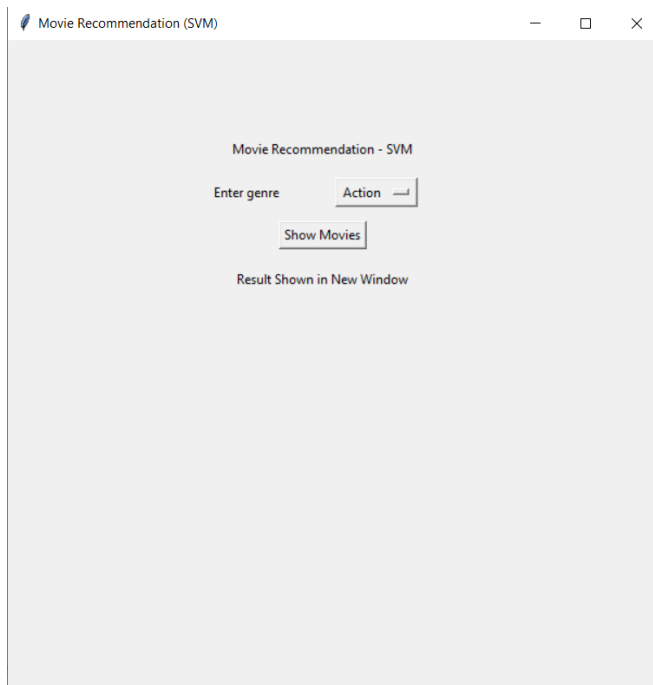 Movie Recommendation (SVM)
Movie Recommendation - SVM
Enter genre Action
Show Movies
Result Shown in New Window